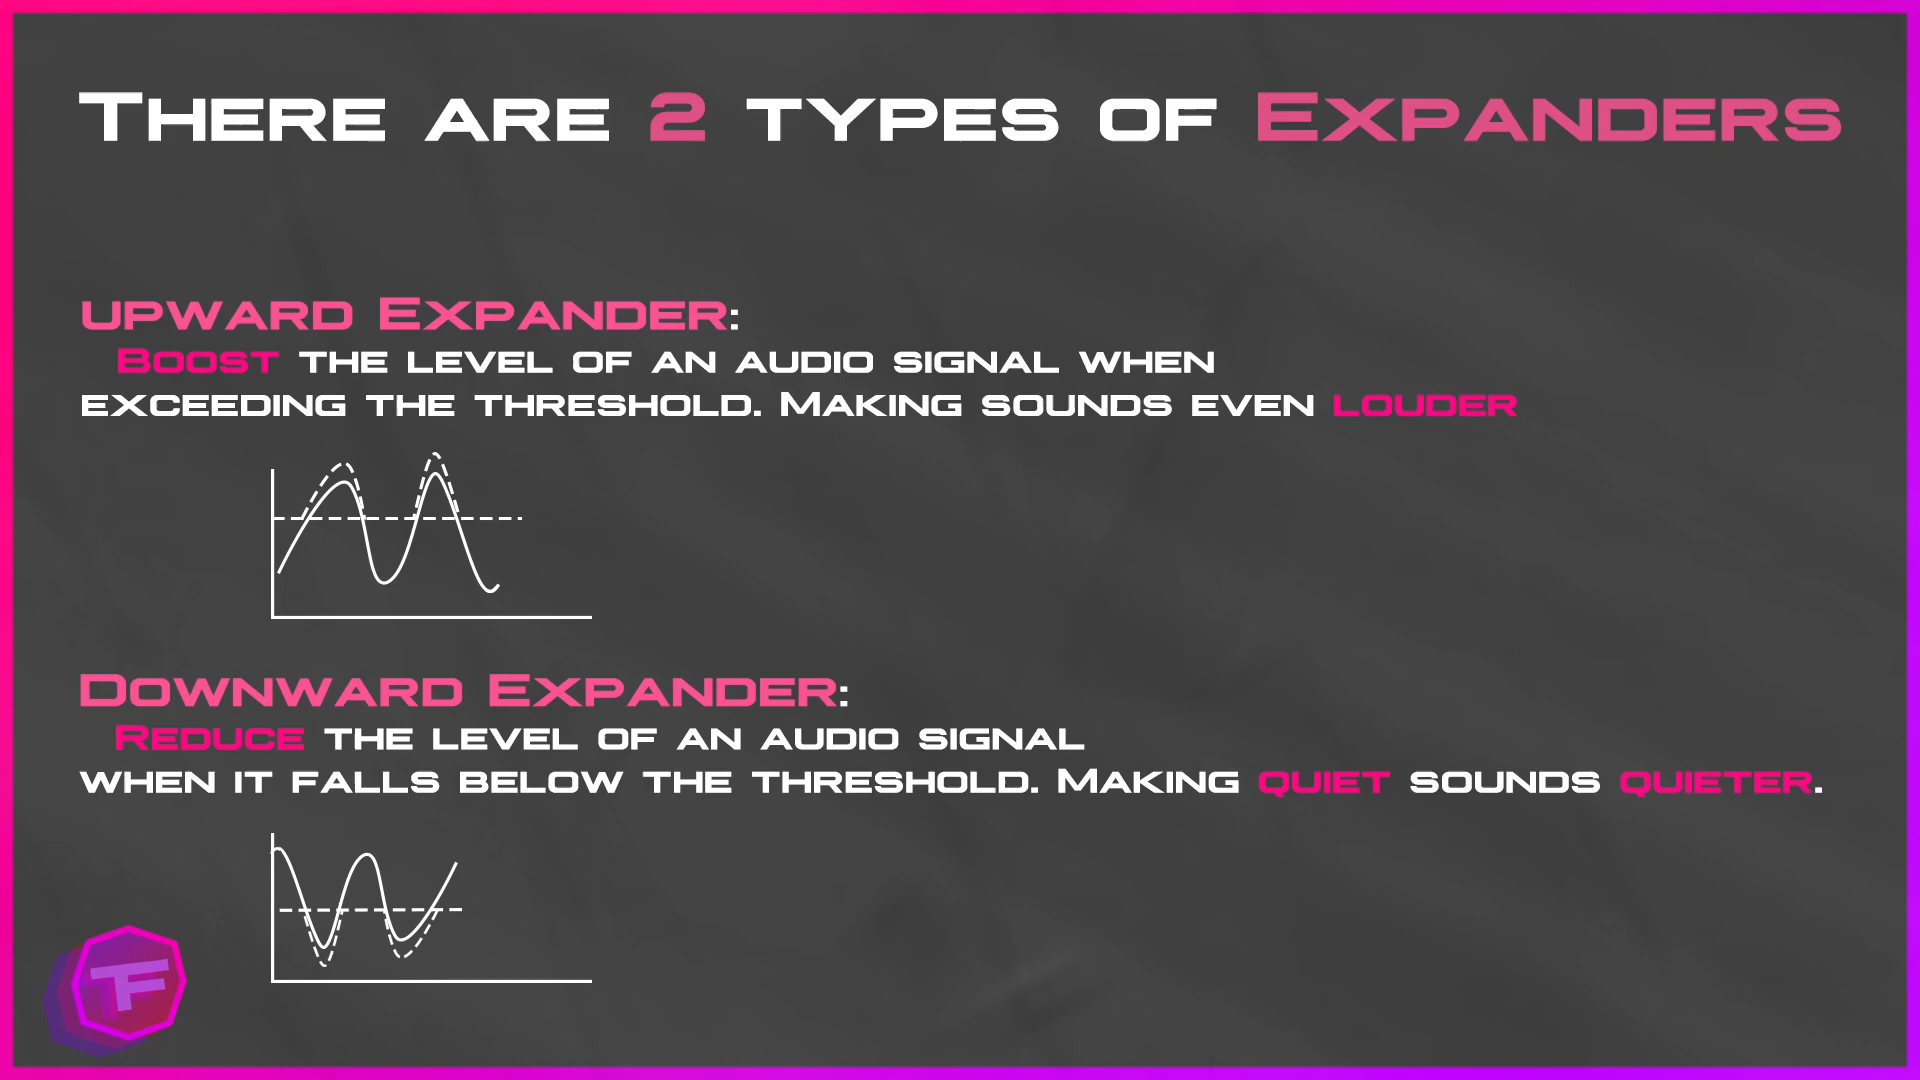 There are 2 types of Expanders
upward Expander:
Boost the level of an audio signal when
exceeding the threshold. Making sounds even louder
Downward Expander:
Reduce the level of an audio signal
when it falls below the threshold. Making quiet sounds quieter.
TF